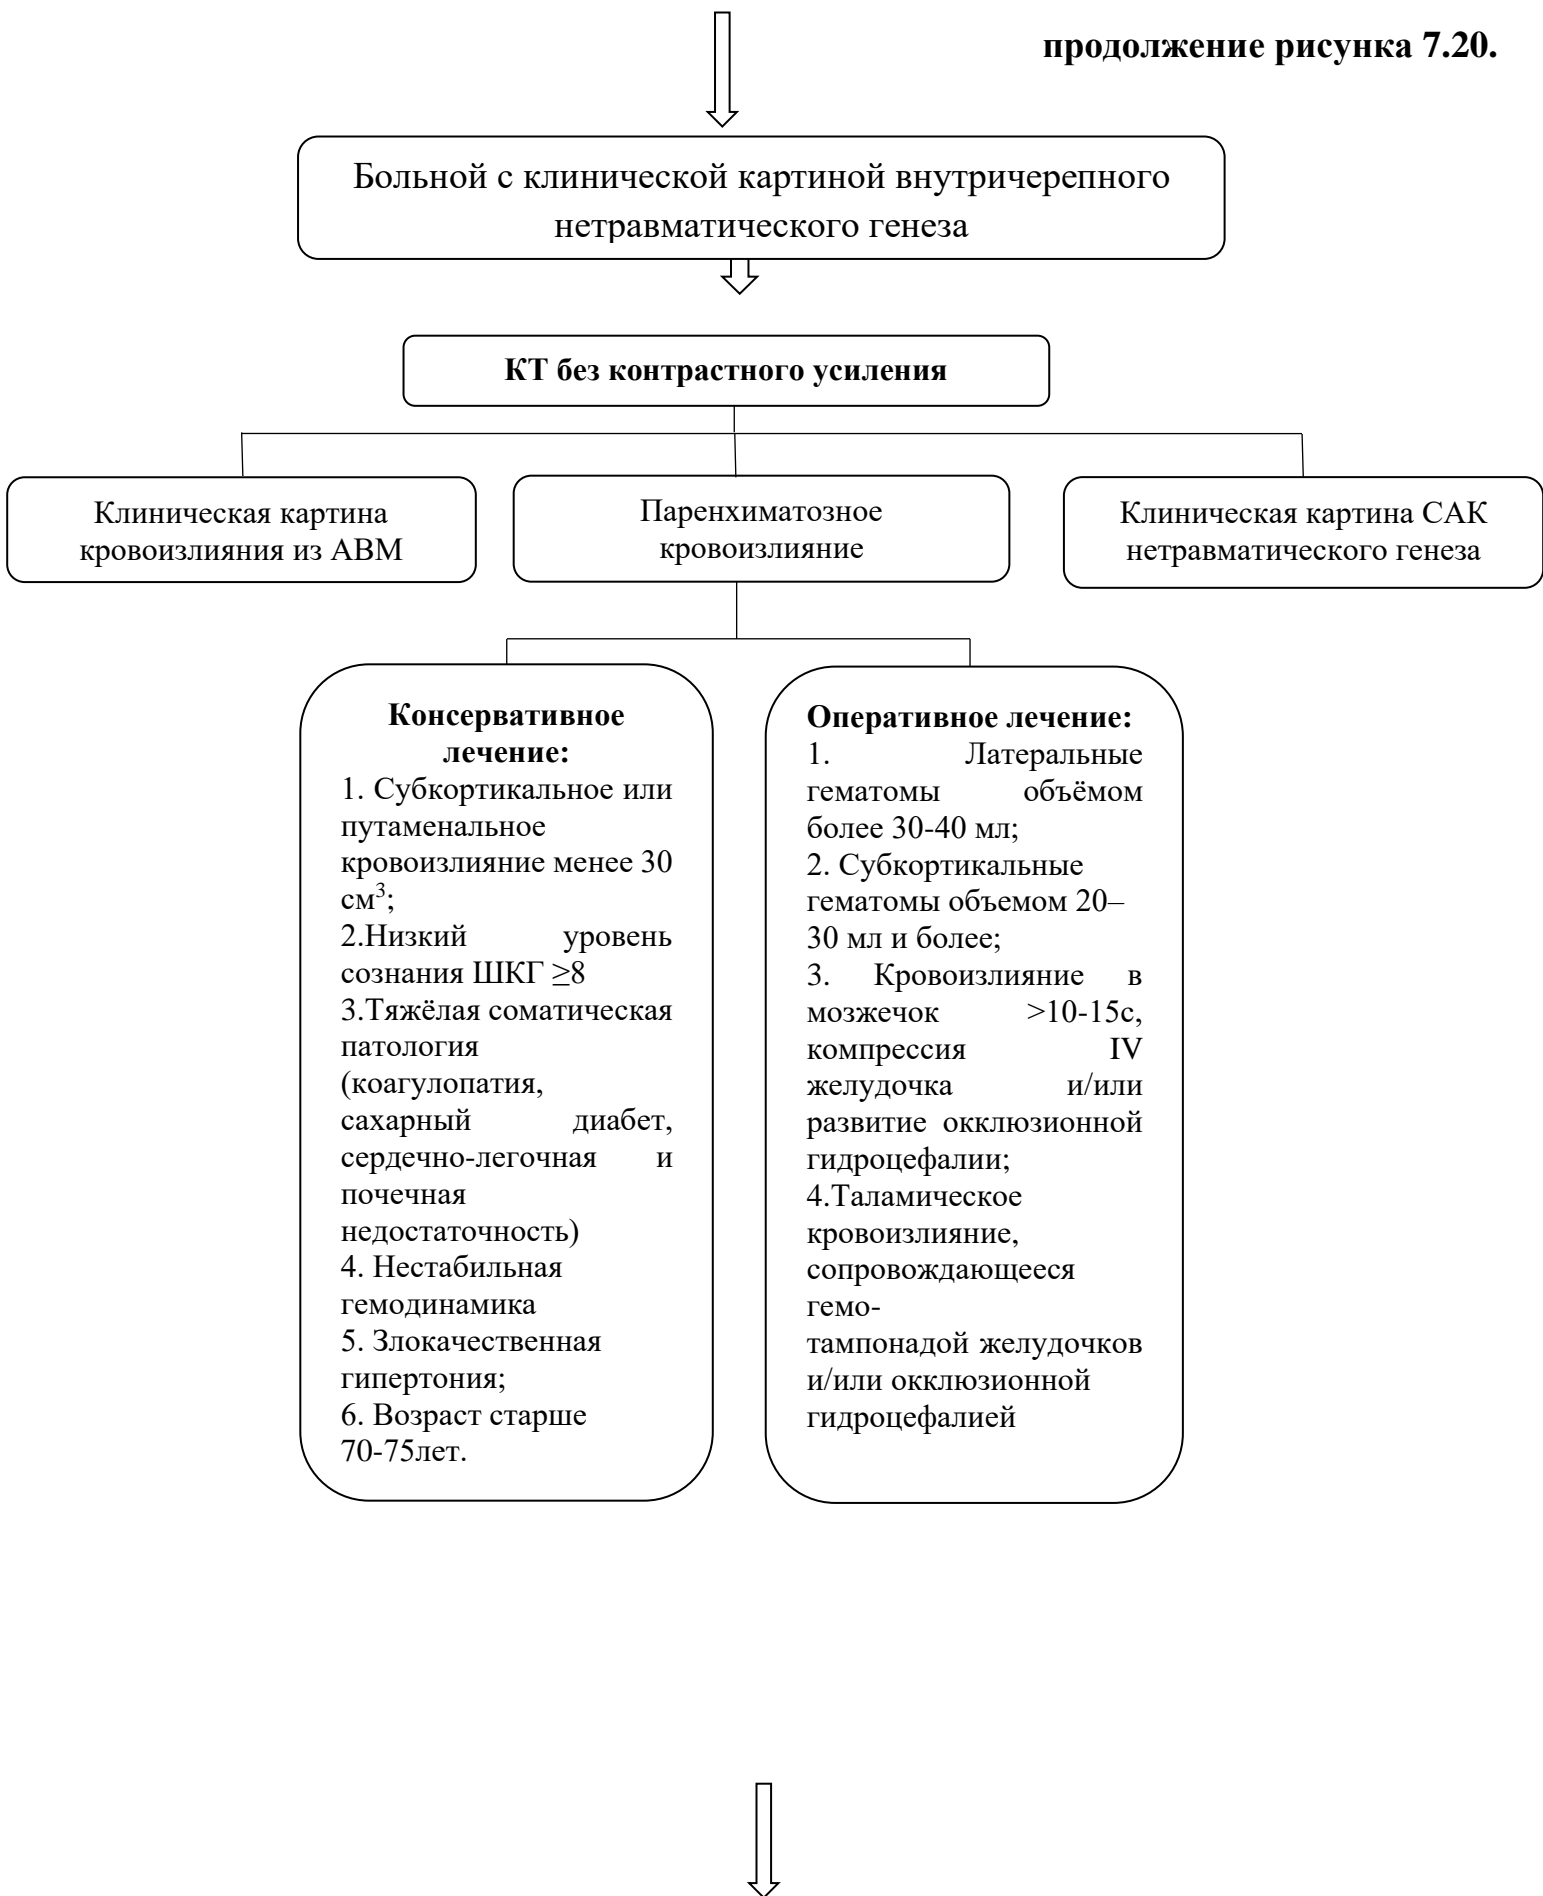 продолжение рисунка 7.20.
Больной с клинической картиной внутричерепного
нетравматического генеза
КТ без контрастного усиления
Клиническая картина
кровоизлияния из АВМ
Паренхиматозное
кровоизлияние
Клиническая картина САК
нетравматического генеза
Консервативное
лечение:
1. Субкортикальное или
путаменальное
кровоизлияние менее 30
см³;
2.Низкий уровень
сознания ШКГ ≥8
3.Тяжёлая соматическая
патология
(коагулопатия,
сахарный диабет,
сердечно-легочная и
почечная
недостаточность)
4. Нестабильная
гемодинамика
5. Злокачественная
гипертония;
6. Возраст старше
70-75лет.
Оперативное лечение:
1. Латеральные
гематомы объёмом
более 30-40 мл;
2. Субкортикальные
гематомы объемом 20–
30 мл и более;
3. Кровоизлияние в
мозжечок >10-15с,
компрессия IV
желудочка и/или
развитие окклюзионной
гидроцефалии;
4.Таламическое
кровоизлияние,
сопровождающееся
гемо-
тампонадой желудочков
и/или окклюзионной
гидроцефалией